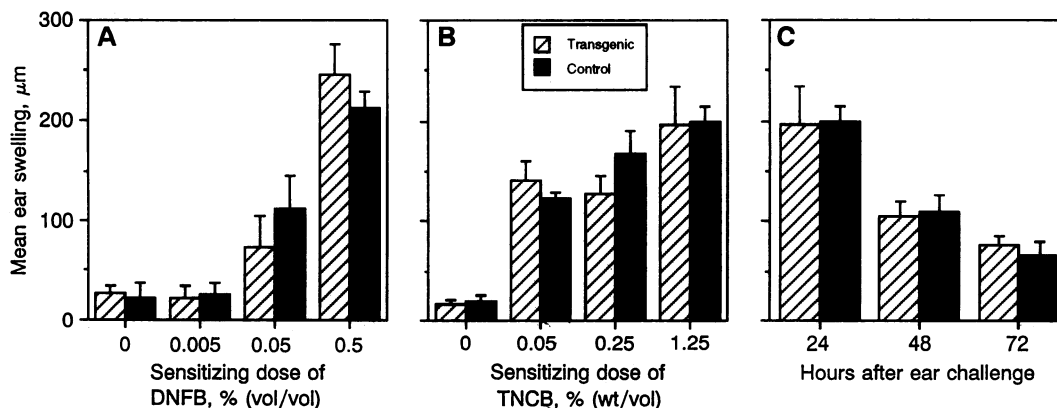 Mean ear swelling, μm
300
200
100
0
A
0 0.005 0.05 0.5
Sensitizing dose of
DNFB, % (vol/vol)
B
Transgenic
Control
0 0.05 0.25 1.25
Sensitizing dose of
TNCB, % (wt/vol)
C
24 48 72
Hours after ear challenge